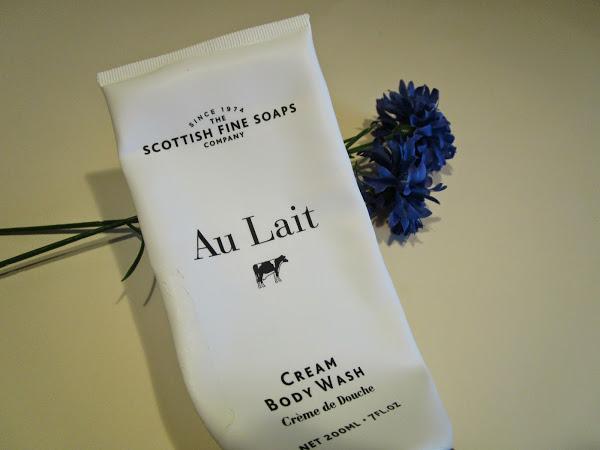 SINCE 1974
THE
SCOTTISH FINE SOAPS
COMPANY
Au Lait
CREAM
BODY WASH
Crème de Douche
NET 200ML • 7FL.OZ